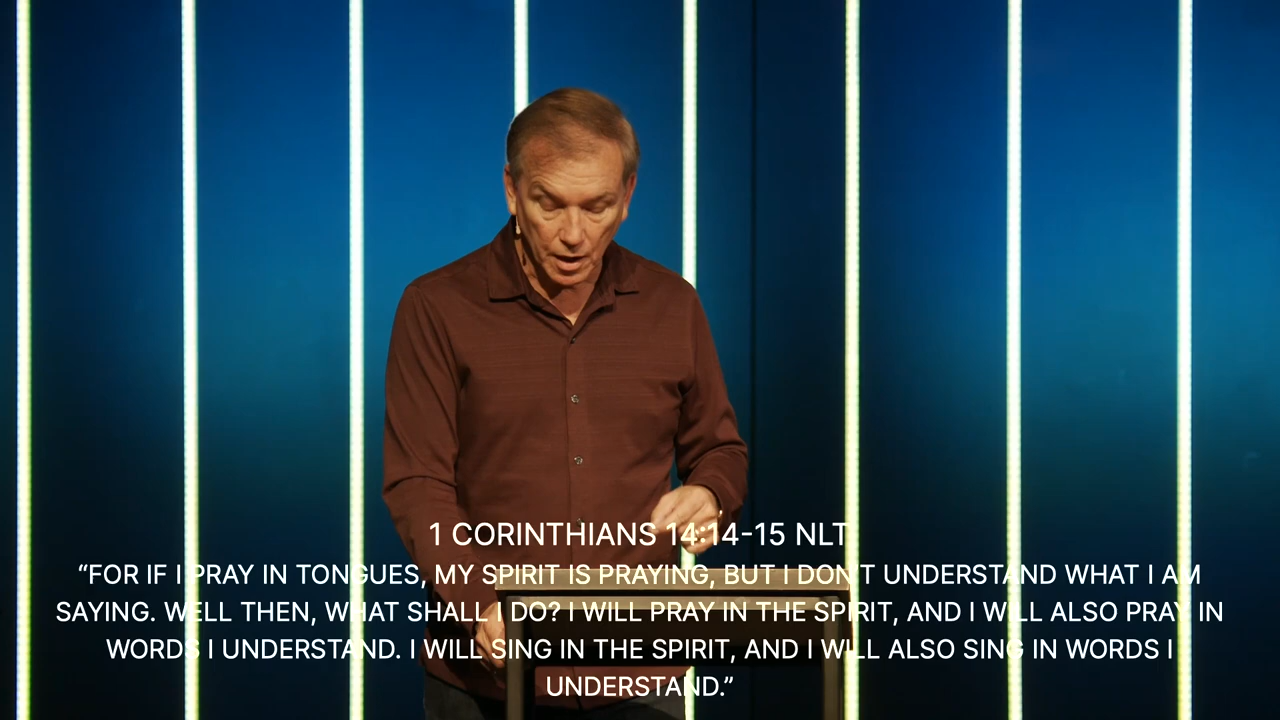 1 CORINTHIANS 14:14-15 NLT
“FOR IF I PRAY IN TONGUES, MY SPIRIT IS PRAYING, BUT I DON'T UNDERSTAND WHAT I AM
SAYING. WELL THEN, WHAT SHALL I DO? I WILL PRAY IN THE SPIRIT, AND I WILL ALSO PRAY IN
WORDS I UNDERSTAND. I WILL SING IN THE SPIRIT, AND I WILL ALSO SING IN WORDS I
UNDERSTAND.”